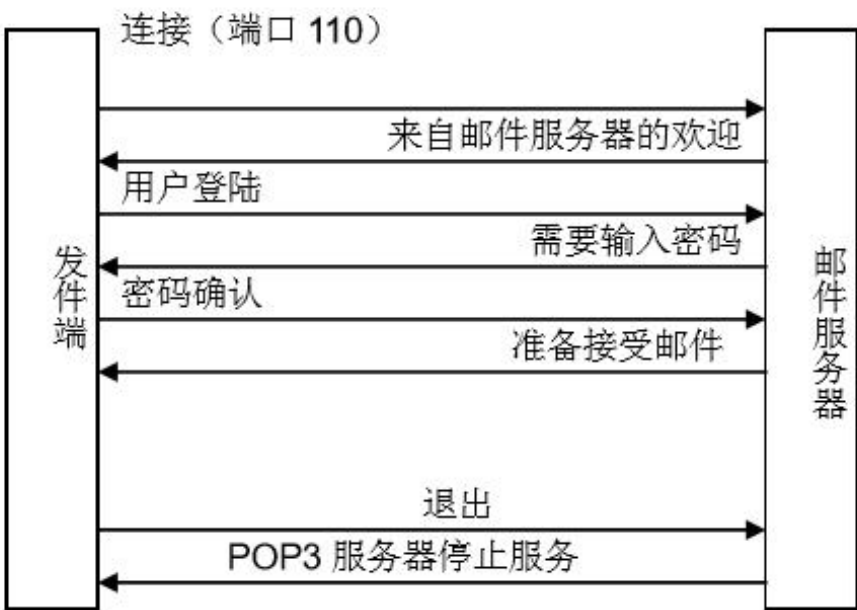 连接（端口 110）
来自邮件服务器的欢迎
用户登陆
需要输入密码
发件端
密码确认
邮件服务器
准备接受邮件
退出
POP3 服务器停止服务